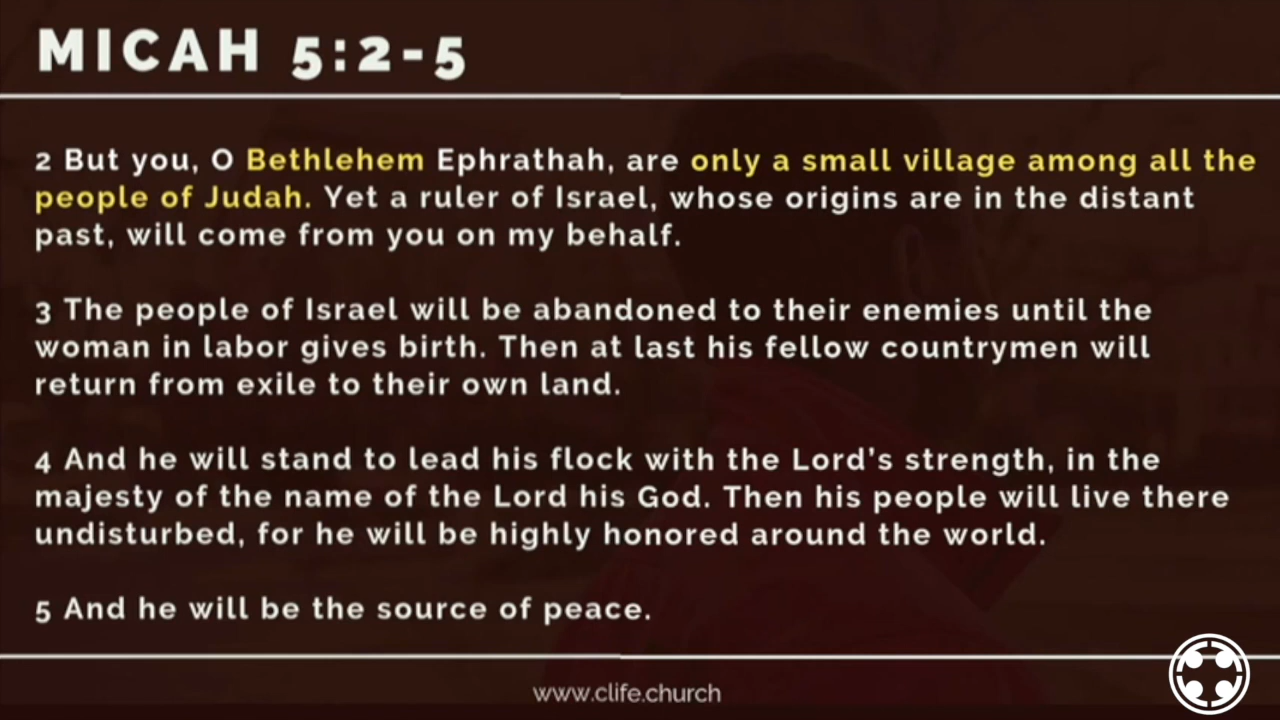 MICAH 5:2-5
2 But you, O Bethlehem Ephrathah, are only a small village among all the
people of Judah. Yet a ruler of Israel, whose origins are in the distant
past, will come from you on my behalf.
3 The people of Israel will be abandoned to their enemies until the
woman in labor gives birth. Then at last his fellow countrymen will
return from exile to their own land.
4 And he will stand to lead his flock with the Lord's strength, in the
majesty of the name of the Lord his God. Then his people will live there
undisturbed, for he will be highly honored around the world.
5 And he will be the source of peace.
www.clife.church